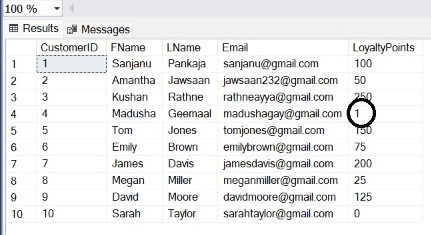 100 %
Results Messages
CustomerID FName LName Email LoyaltyPoints
1 1 Sanjanu Pankaja sanjanu@gmail.com 100
2 2 Amantha Jawsaan jawsaan232@gmail.com 50
3 3 Kushan Rathne rathneayya@gmail.com 250
4 4 Madusha Geemaal madushagay@gmail.com 1
5 5 Tom Jones tomjones@gmail.com 150
6 6 Emily Brown emilybrown@gmail.com 75
7 7 James Davis jamesdavis@gmail.com 200
8 8 Megan Miller meganmiller@gmail.com 25
9 9 David Moore davidmoore@gmail.com 125
10 10 Sarah Taylor sarahtaylor@gmail.com 0